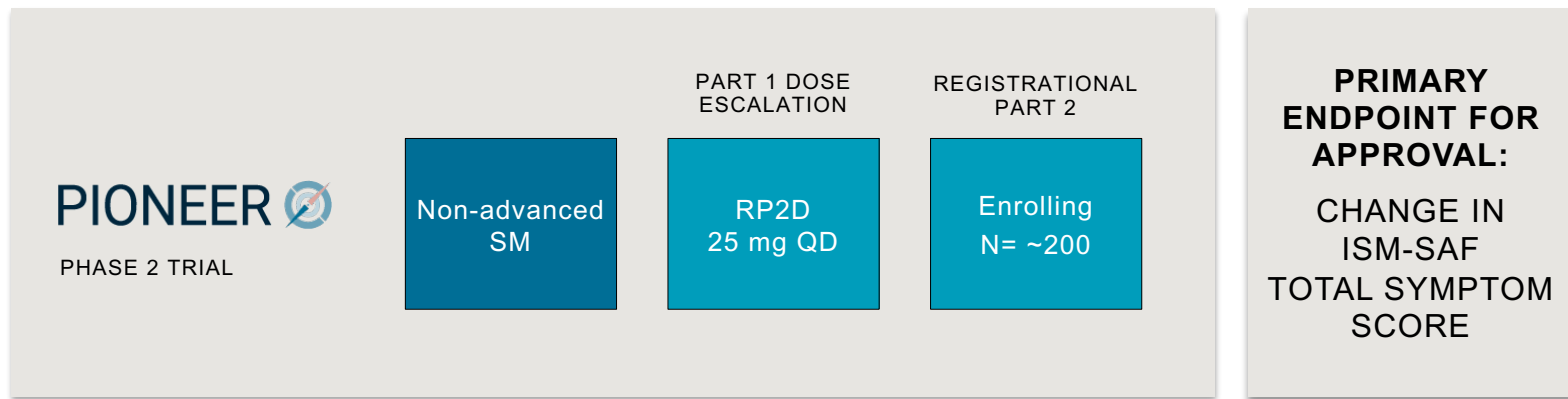 PIONEER
PHASE 2 TRIAL
Non-advanced
SM
PART 1 DOSE
ESCALATION
RP2D
25 mg QD
REGISTRATIONAL
PART 2
Enrolling
N= ~200
PRIMARY
ENDPOINT FOR
APPROVAL:
CHANGE IN
ISM-SAF
TOTAL SYMPTOM
SCORE